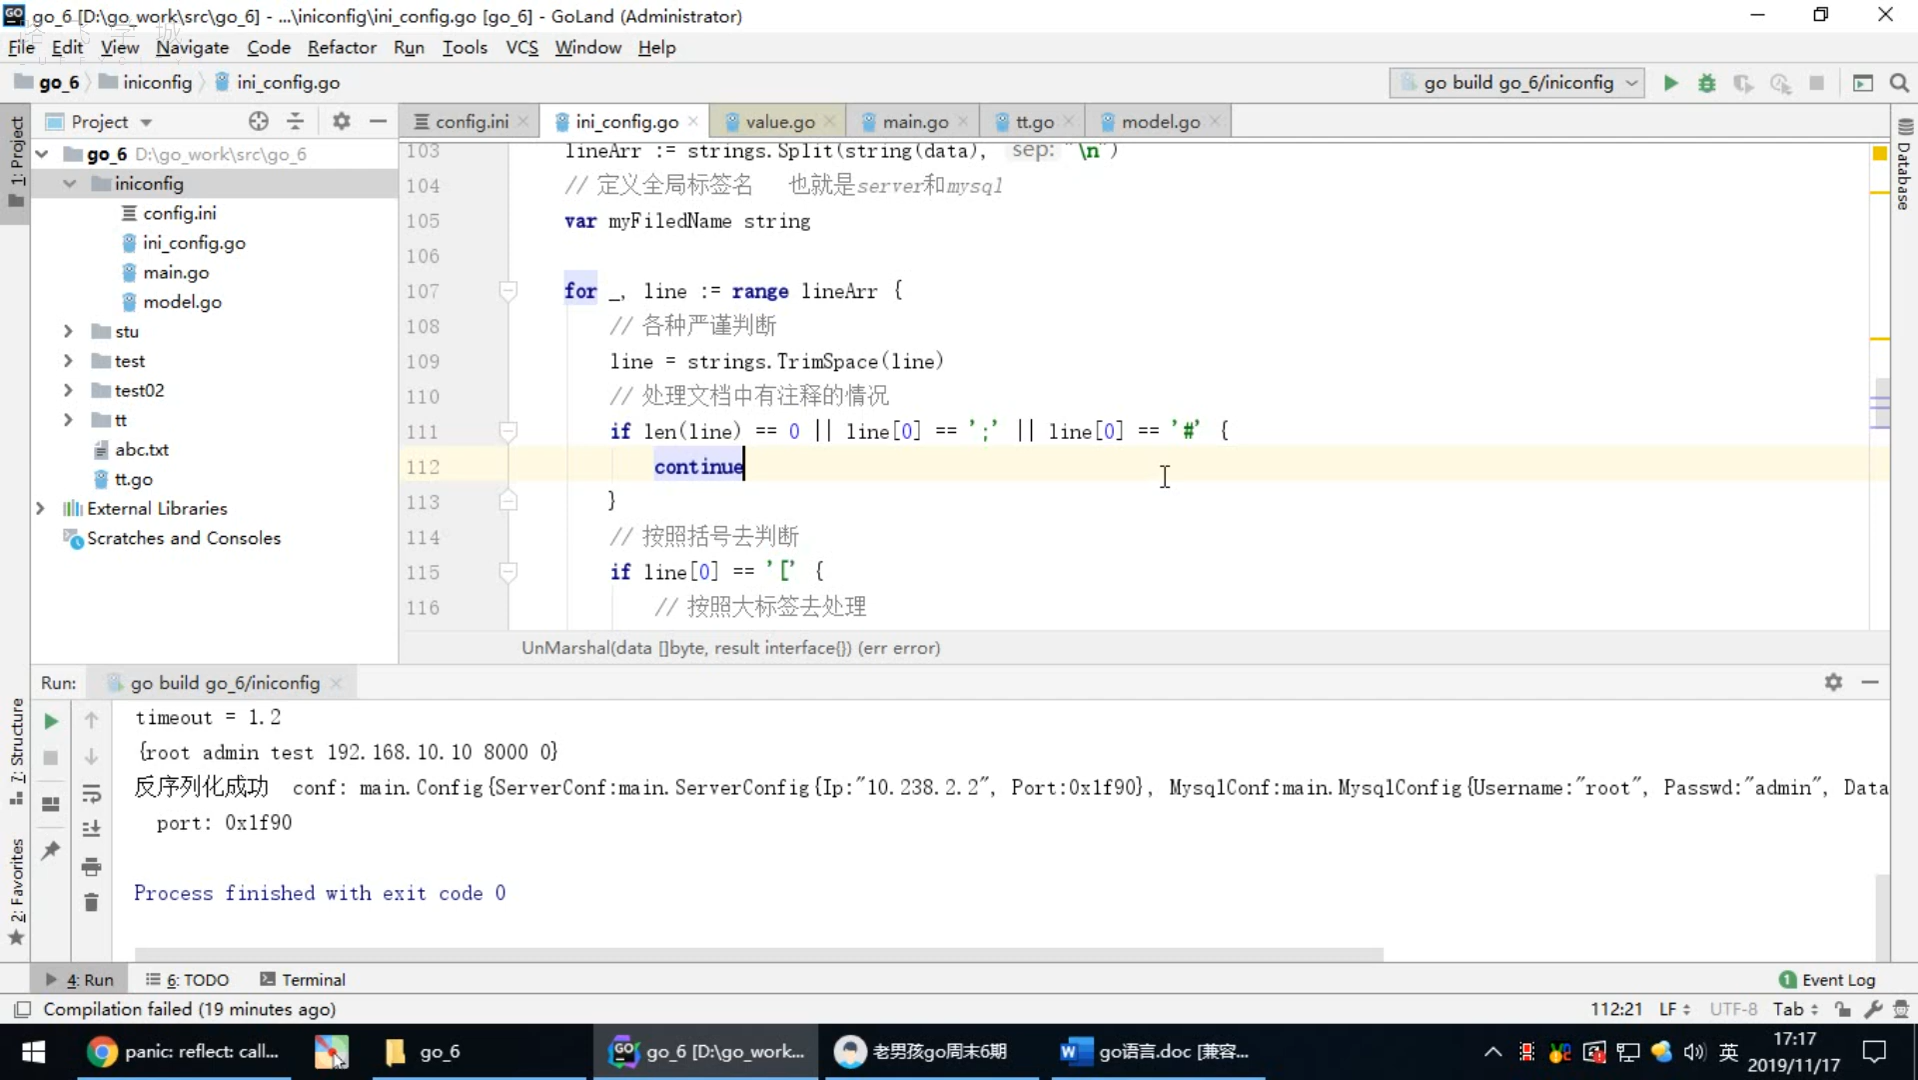 go_6 [D:\go_work\src\go_6] - ...\iniconfig\ini_config.go [go_6] - GoLand (Administrator)
File Edit View Navigate Code Refactor Run Tools VCS Window Help
go_6 iniconfig ini_config.go
go build go_6/iniconfig
Project
config.ini ini_config.go value.go main.go tt.go model.go
1: Project
Database
go_6 D:\go_work\src\go_6
iniconfig
config.ini
ini_config.go
main.go
model.go
stu
test
test02
tt
abc.txt
tt.go
External Libraries
Scratches and Consoles
103 lineArr := strings.Split(string(data), sep: "\n")
104 // 定义全局标签名 也就是server和mysql
105 var myFiledName string
106
107 for _, line := range lineArr {
108 // 各种严谨判断
109 line = strings.TrimSpace(line)
110 // 处理文档中有注释的情况
111 if len(line) == 0 || line[0] == ';' || line[0] == '#' {
112 continue
113 }
114 // 按照括号去判断
115 if line[0] == '[' {
116 // 按照大标签去处理
UnMarshal(data []byte, result interface{}) (err error)
Run: go build go_6/iniconfig
7: Structure
2: Favorites
timeout = 1.2
{root admin test 192.168.10.10 8000 0}
反序列化成功 conf: main.Config{ServerConf:main.ServerConfig{Ip:"10.238.2.2", Port:0x1f90}, MysqlConf:main.MysqlConfig{Username:"root", Passwd:"admin", Data
port: 0x1f90
Process finished with exit code 0
4: Run 6: TODO Terminal
1 Event Log
Compilation failed (19 minutes ago)
112:21 LF UTF-8 Tab
panic: reflect: call...
go_6
go_6 [D:\go_work...
老男孩go周末6期
go语言.doc [兼容...
英
17:17
2019/11/17